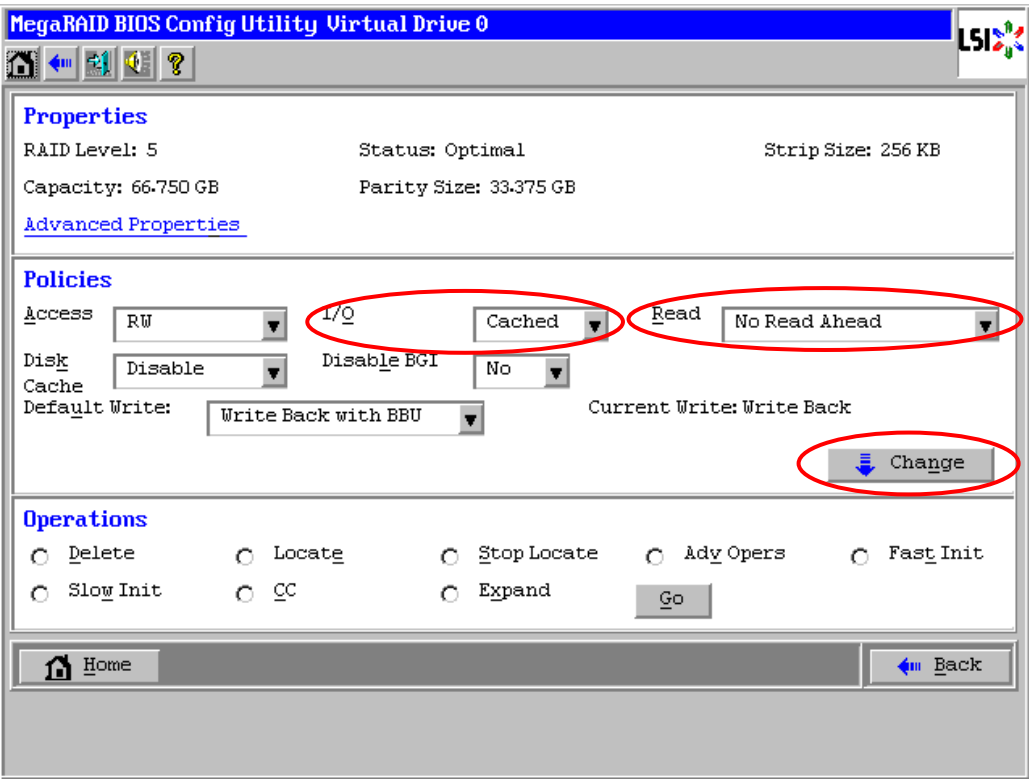 MegaRAID BIOS Config Utility Virtual Drive 0
LSI
Properties
RAID Level: 5 Status: Optimal Strip Size: 256 KB
Capacity: 66.750 GB Parity Size: 33.375 GB
Advanced Properties
Policies
Access RW I/O Cached Read No Read Ahead
Disk Cache Disable Disable BGI No
Default Write: Write Back with BBU Current Write: Write Back
Change
Operations
Delete Locate Stop Locate Adv Opers Fast Init
Slow Init CC Expand Go
Home Back